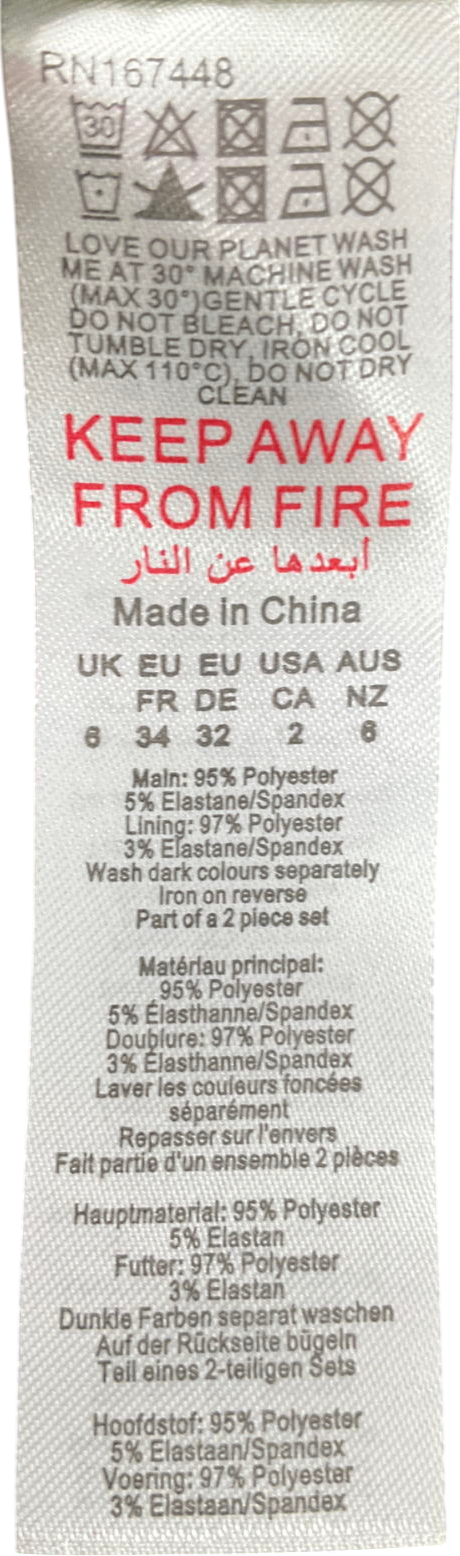 RN167448
30
LOVE OUR PLANET WASH
ME AT 30° MACHINE WASH
(MAX 30°)GENTLE CYCLE
DO NOT BLEACH, DO NOT
TUMBLE DRY, IRON COOL
(MAX 110°C), DO NOT DRY
CLEAN
KEEP AWAY
FROM FIRE
أبعدها عن النار
Made in China
UK EU EU USA AUS
FR DE CA NZ
6 34 32 2 6
Main: 95% Polyester
5% Elastane/Spandex
Lining: 97% Polyester
3% Elastane/Spandex
Wash dark colours separately
Iron on reverse
Part of a 2 piece set
Matériau principal:
95% Polyester
5% Élasthanne/Spandex
Doublure: 97% Polyester
3% Élasthanne/Spandex
Laver les couleurs foncées
séparément
Repasser sur l'envers
Fait partie d'un ensemble 2 pièces
Hauptmaterial: 95% Polyester
5% Elastan
Futter: 97% Polyester
3% Elastan
Dunkle Farben separat waschen
Auf der Rückseite bügeln
Teil eines 2-teiligen Sets
Hoofdstof: 95% Polyester
5% Elastaan/Spandex
Voering: 97% Polyester
3% Elastaan/Spandex